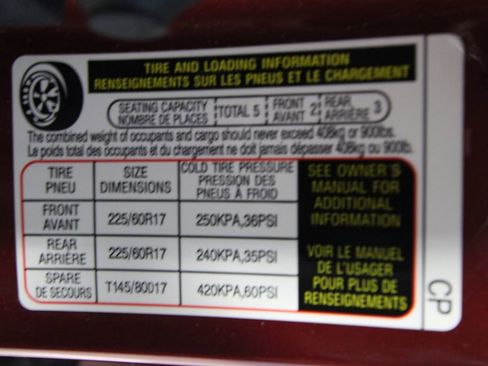 TIRE AND LOADING INFORMATION
RENSEIGNEMENTS SUR LES PNEUS ET LE CHARGEMENT
SEATING CAPACITY
NOMBRE DE PLACES
TOTAL 5
FRONT
AVANT 2
REAR
ARRIÈRE 3
The combined weight of occupants and cargo should never exceed 408kg or 900lbs.
Le poids total des occupants et du chargement ne doit jamais dépasser 408kg ou 900lb.
TIRE
PNEU
SIZE
DIMENSIONS
COLD TIRE PRESSURE
PRESSION DES
PNEUS À FROID
FRONT
AVANT
225/60R17
250KPA,36PSI
REAR
ARRIÈRE
225/60R17
240KPA,35PSI
SPARE
DE SECOURS
T145/80D17
420KPA,60PSI
SEE OWNER'S
MANUAL FOR
ADDITIONAL
INFORMATION
VOIR LE MANUEL
DE L'USAGER
POUR PLUS DE
RENSEIGNEMENTS
CP